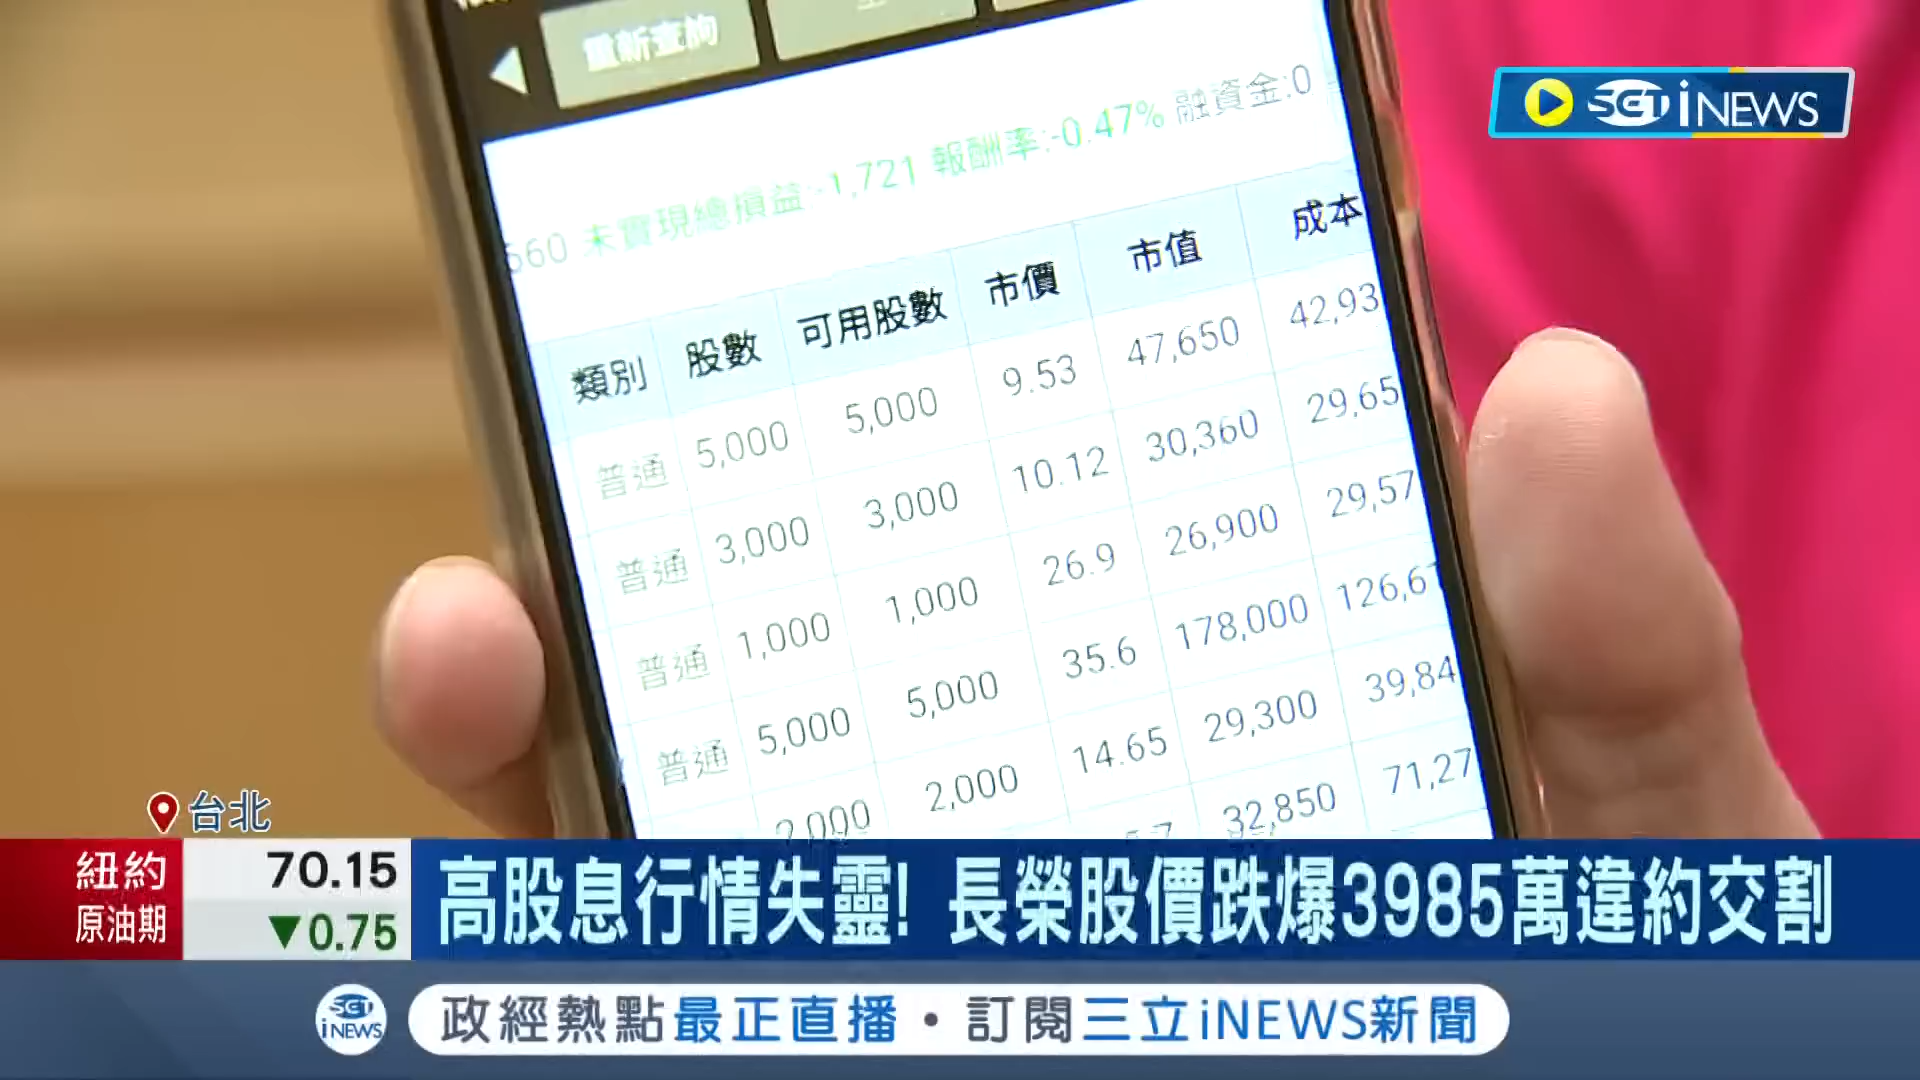 重新查詢
SET iNEWS
560 未實現總損益:-1,721 報酬率:-0.47% 融資金:0
類別 股數 可用股數 市價 市值 成本
普通 5,000 5,000 9.53 47,650 42,93
普通 3,000 3,000 10.12 30,360 29,65
普通 1,000 1,000 26.9 26,900 29,57
普通 5,000 5,000 35.6 178,000 126,6
2,000 2,000 14.65 29,300 39,84
32,850 71,27
台北
紐約 70.15
原油期 ▼0.75
高股息行情失靈! 長榮股價跌爆3985萬違約交割
SET iNEWS
政經熱點最正直播・訂閱三立iNEWS新聞